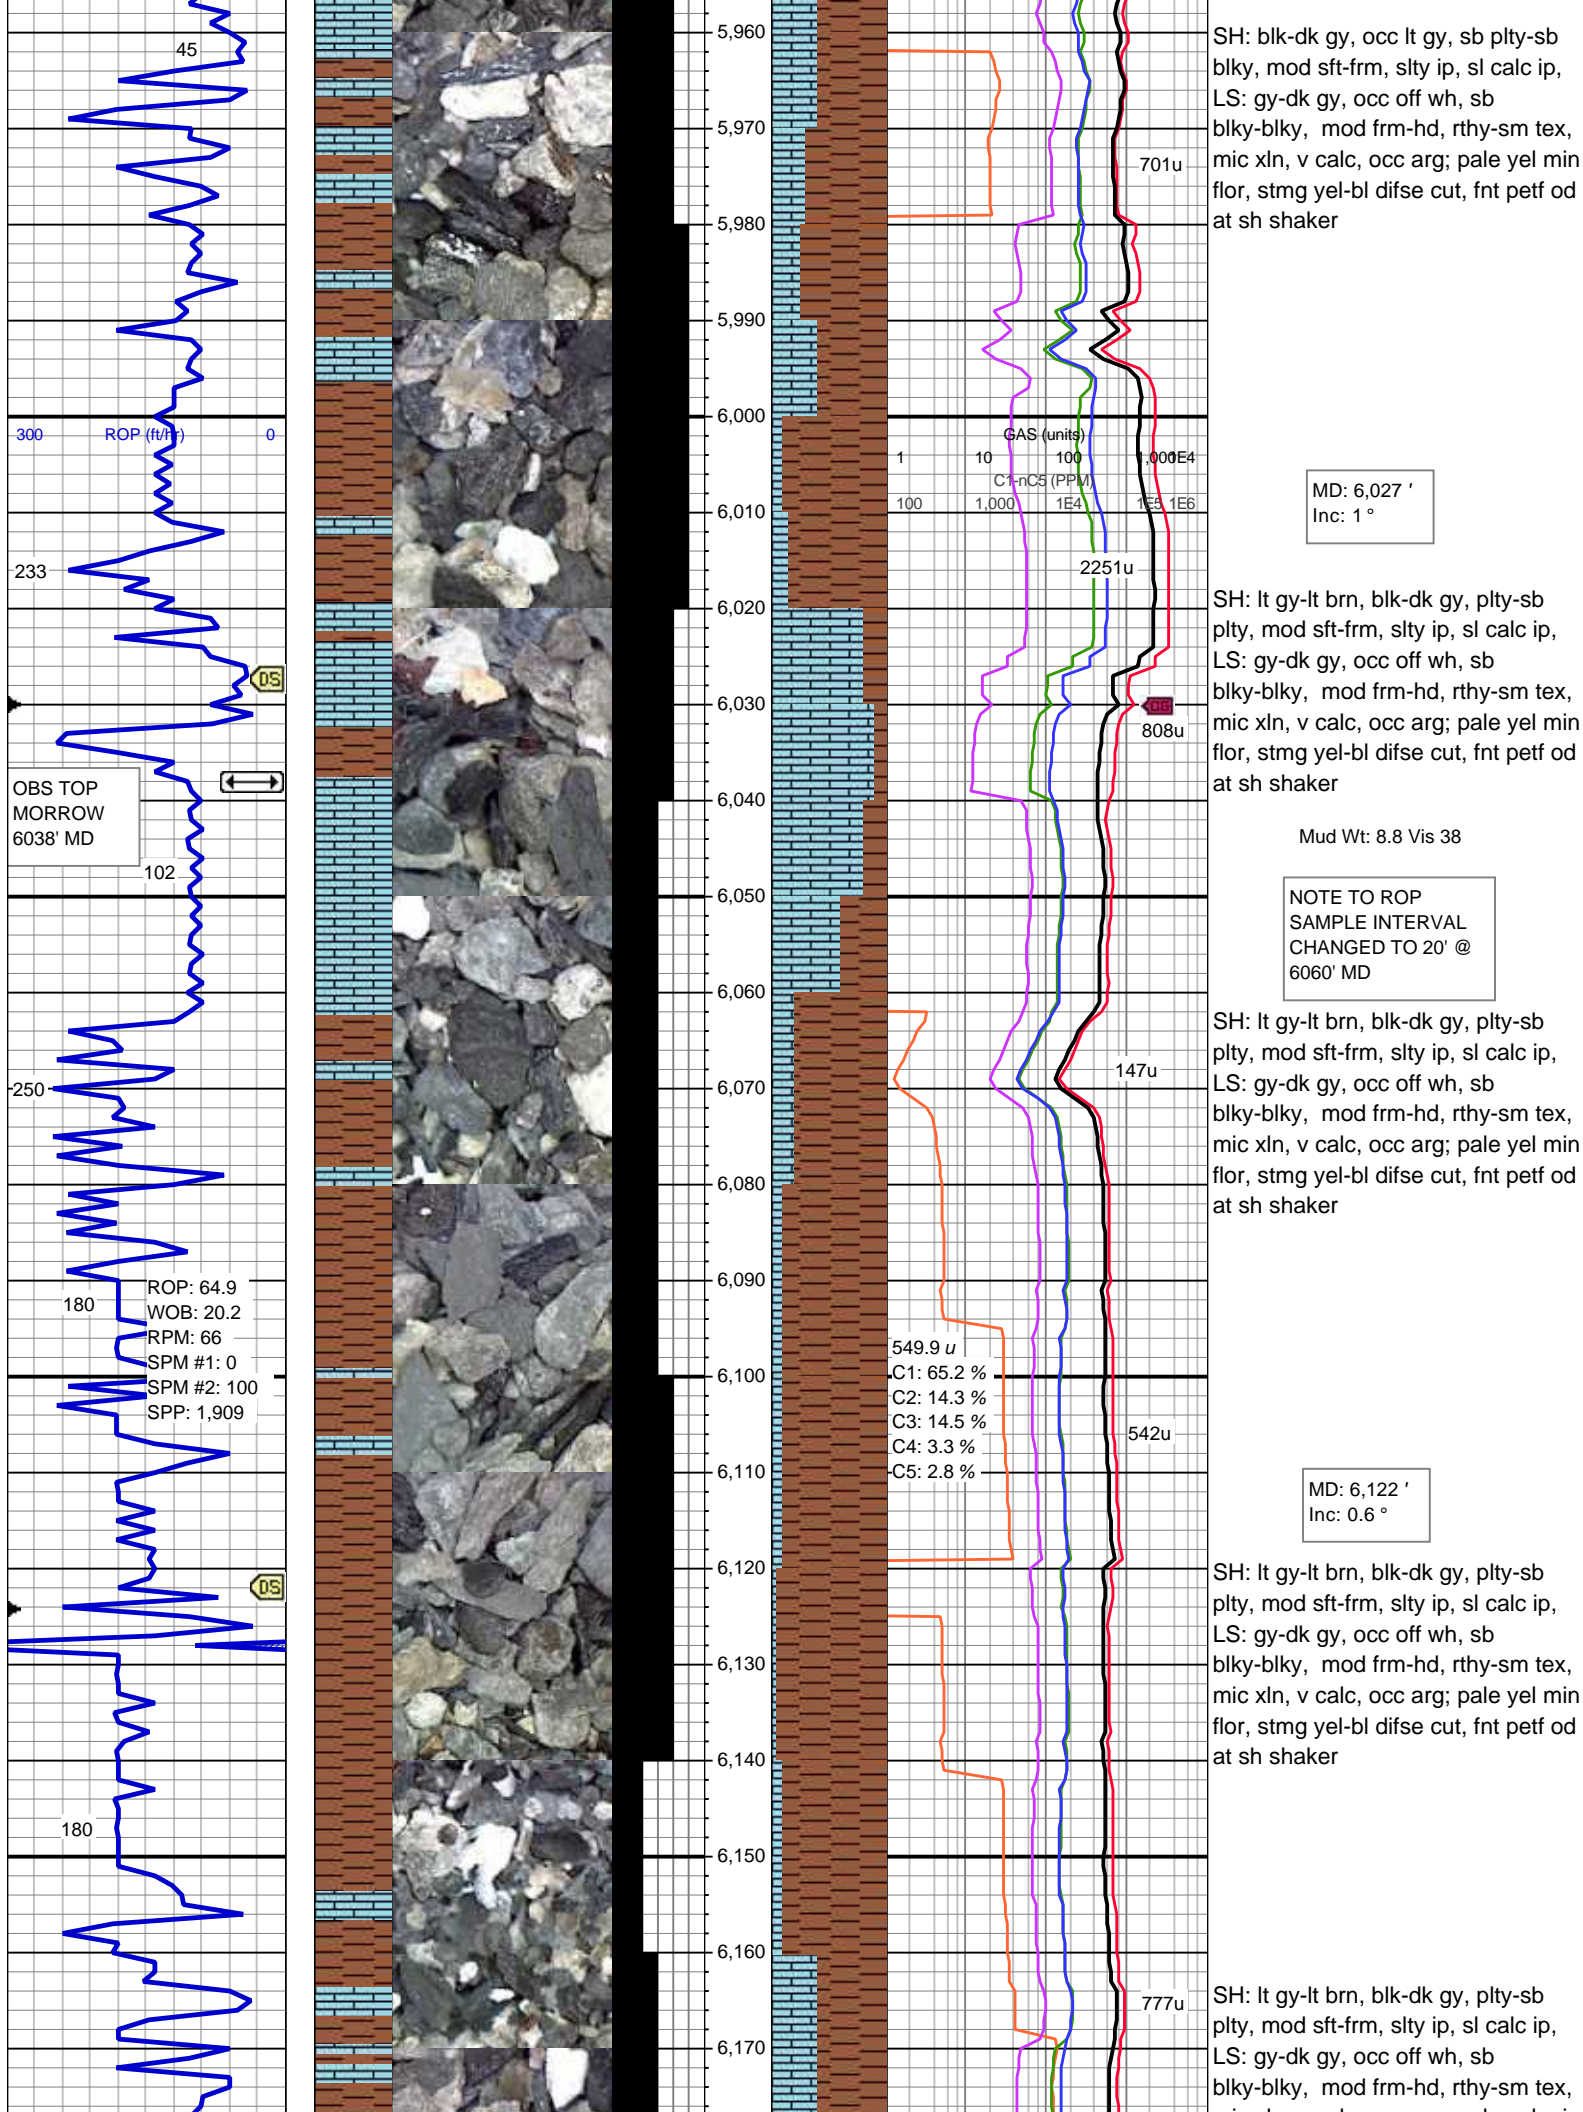 45
5,960
5,970
5,980
5,990
6,000
6,010
6,020
6,030
6,040
6,050
6,060
6,070
6,080
6,090
6,100
6,110
6,120
6,130
6,140
6,150
6,160
6,170
300 ROP (ft/hr) 0
233
DS
OBS TOP
MORROW
6038' MD
102
250
180
ROP: 64.9
WOB: 20.2
RPM: 66
SPM #1: 0
SPM #2: 100
SPP: 1,909
DS
180
701u
GAS (units)
1 10 100 1,000 1E4
C1-nC5 (PPM)
100 1,000 1E4 1E5 1E6
2251u
CG
808u
147u
549.9 u
C1: 65.2 %
C2: 14.3 %
C3: 14.5 %
C4: 3.3 %
C5: 2.8 %
542u
777u
SH: blk-dk gy, occ lt gy, sb plty-sb
blky, mod sft-frm, slty ip, sl calc ip,
LS: gy-dk gy, occ off wh, sb
blky-blky, mod frm-hd, rthy-sm tex,
mic xln, v calc, occ arg; pale yel min
flor, stmg yel-bl difse cut, fnt petf od
at sh shaker
MD: 6,027 '
Inc: 1 °
SH: lt gy-lt brn, blk-dk gy, plty-sb
plty, mod sft-frm, slty ip, sl calc ip,
LS: gy-dk gy, occ off wh, sb
blky-blky, mod frm-hd, rthy-sm tex,
mic xln, v calc, occ arg; pale yel min
flor, stmg yel-bl difse cut, fnt petf od
at sh shaker
Mud Wt: 8.8 Vis 38
NOTE TO ROP
SAMPLE INTERVAL
CHANGED TO 20' @
6060' MD
SH: lt gy-lt brn, blk-dk gy, plty-sb
plty, mod sft-frm, slty ip, sl calc ip,
LS: gy-dk gy, occ off wh, sb
blky-blky, mod frm-hd, rthy-sm tex,
mic xln, v calc, occ arg; pale yel min
flor, stmg yel-bl difse cut, fnt petf od
at sh shaker
MD: 6,122 '
Inc: 0.6 °
SH: lt gy-lt brn, blk-dk gy, plty-sb
plty, mod sft-frm, slty ip, sl calc ip,
LS: gy-dk gy, occ off wh, sb
blky-blky, mod frm-hd, rthy-sm tex,
mic xln, v calc, occ arg; pale yel min
flor, stmg yel-bl difse cut, fnt petf od
at sh shaker
SH: lt gy-lt brn, blk-dk gy, plty-sb
plty, mod sft-frm, slty ip, sl calc ip,
LS: gy-dk gy, occ off wh, sb
blky-blky, mod frm-hd, rthy-sm tex,